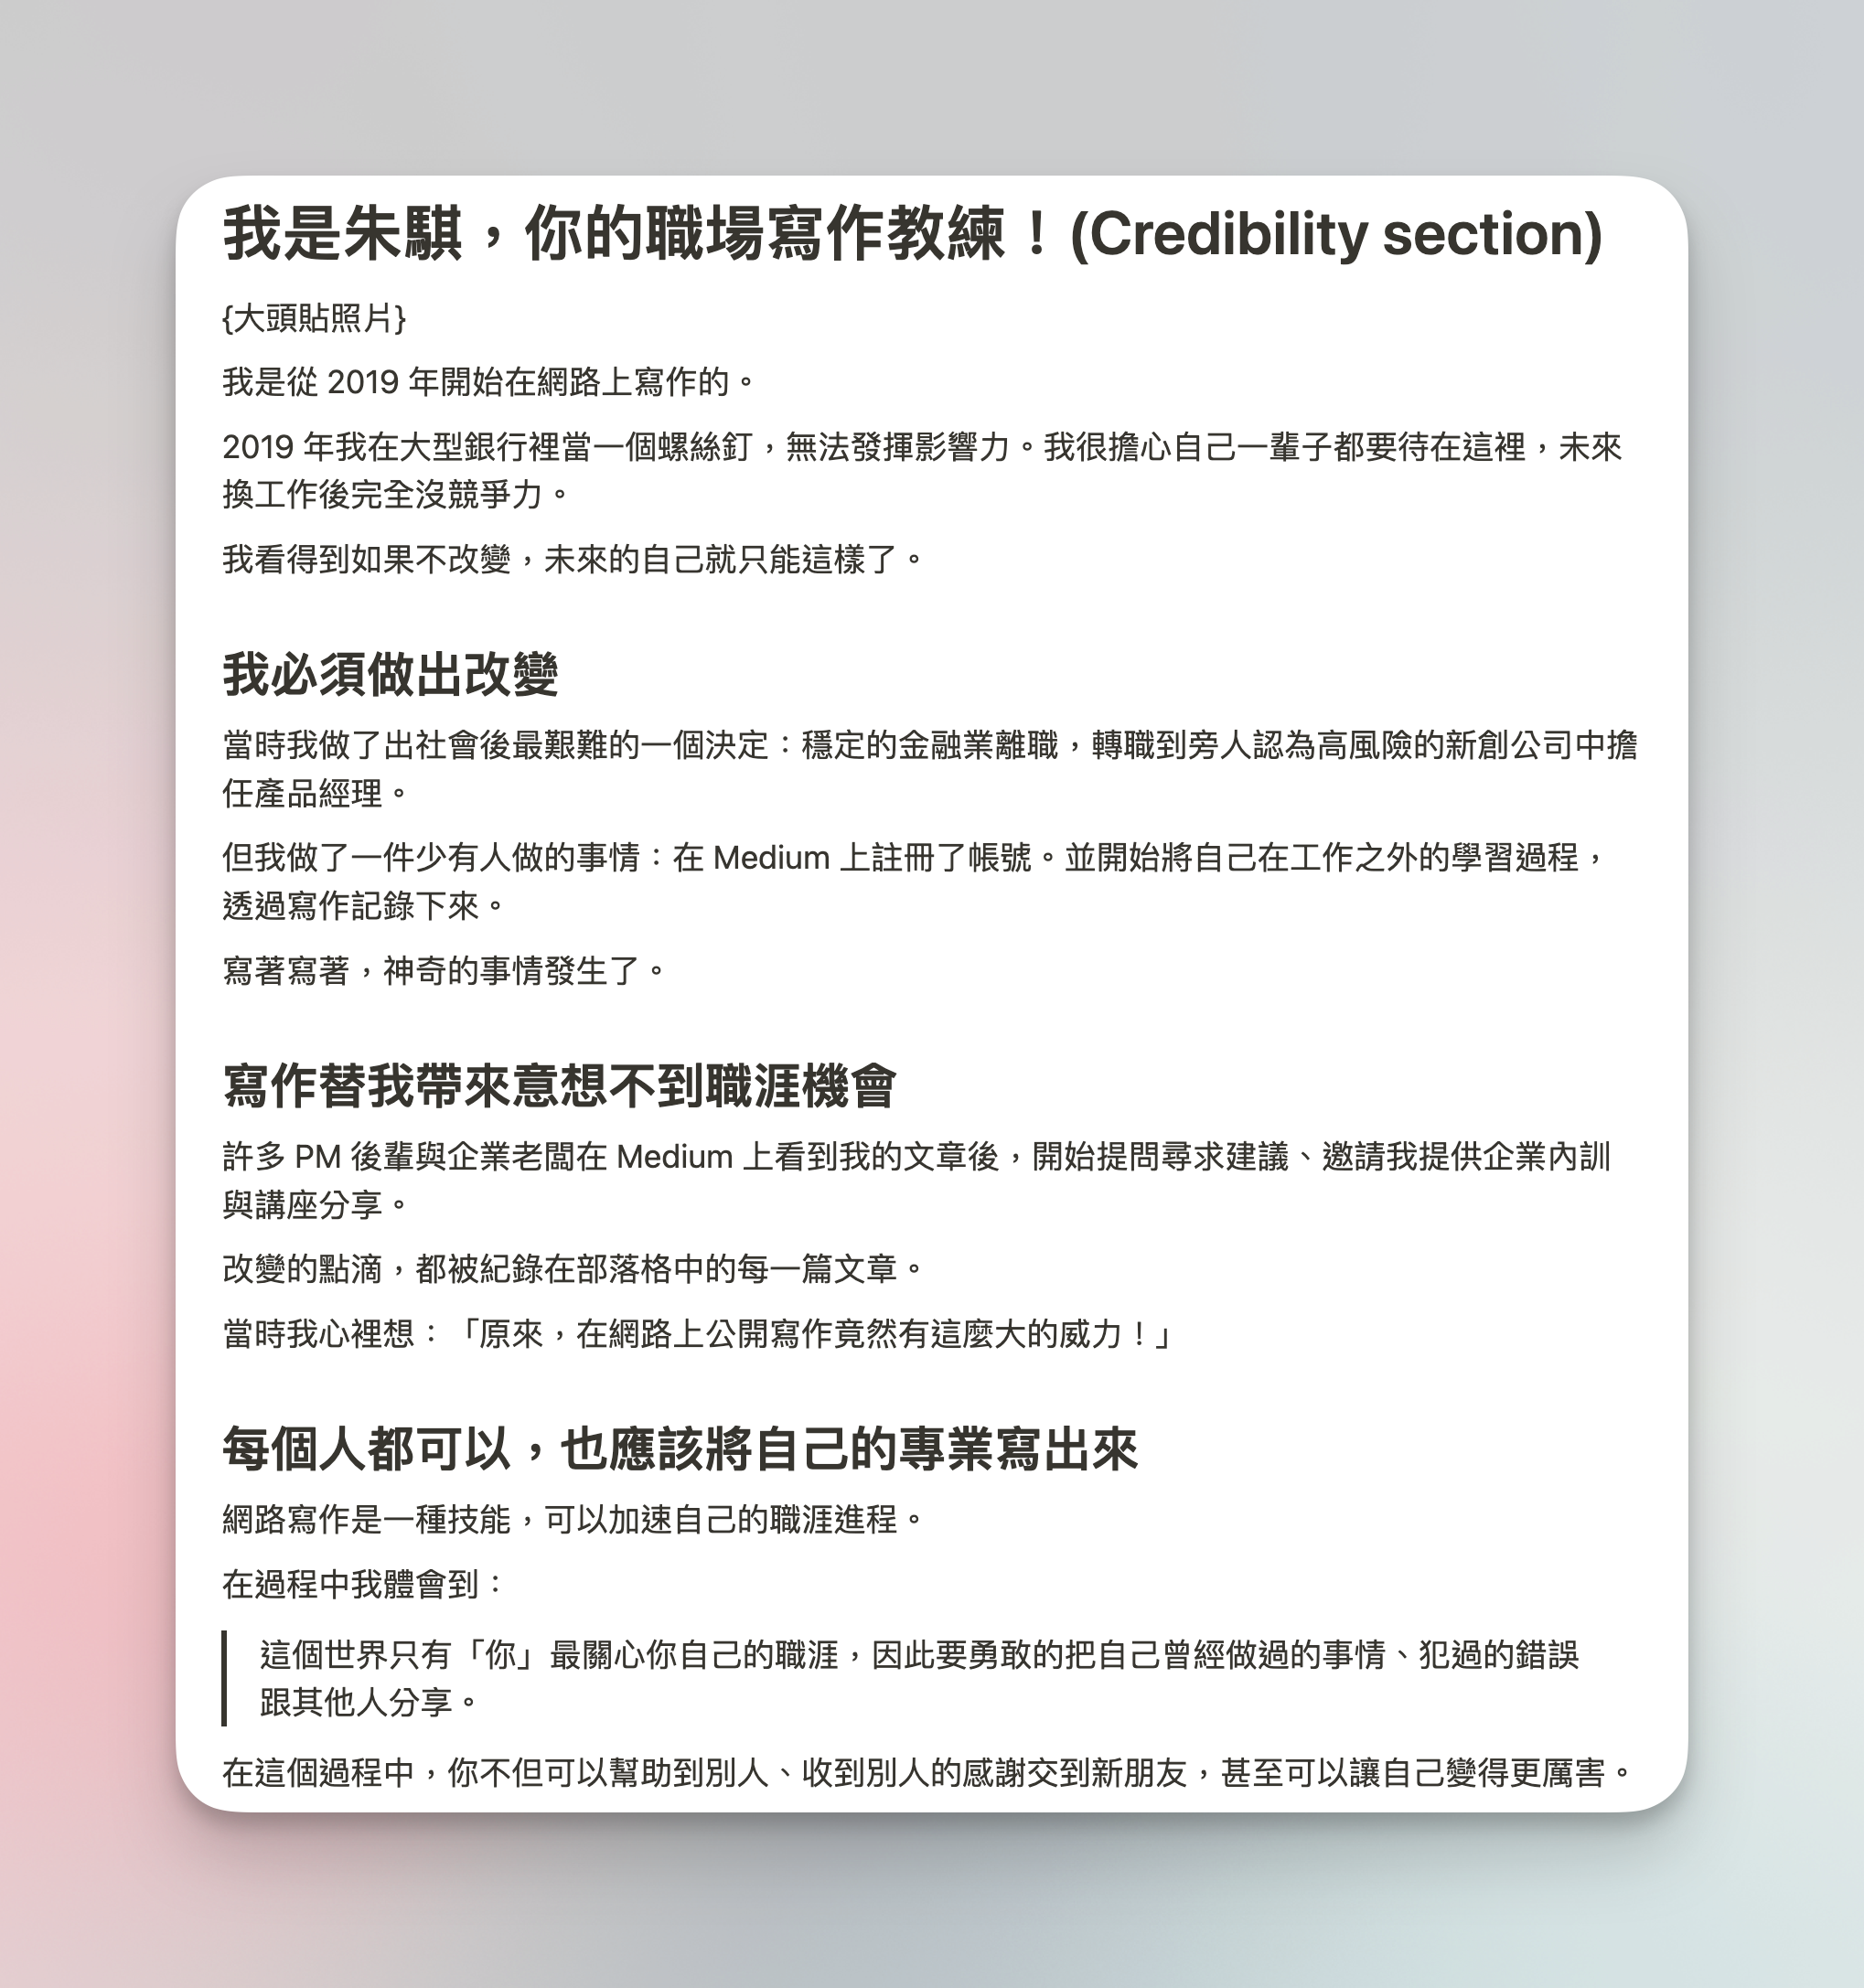 我是朱騏，你的職場寫作教練！(Credibility section)
{大頭貼照片}
我是從 2019 年開始在網路上寫作的。
2019 年我在大型銀行裡當一個螺絲釘，無法發揮影響力。我很擔心自己一輩子都要待在這裡，未來
換工作後完全沒競爭力。
我看得到如果不改變，未來的自己就只能這樣了。
我必須做出改變
當時我做了出社會後最艱難的一個決定：穩定的金融業離職，轉職到旁人認為高風險的新創公司中擔
任產品經理。
但我做了一件少有人做的事情：在 Medium 上註冊了帳號。並開始將自己在工作之外的學習過程，
透過寫作記錄下來。
寫著寫著，神奇的事情發生了。
寫作替我帶來意想不到職涯機會
許多 PM 後輩與企業老闆在 Medium 上看到我的文章後，開始提問尋求建議、邀請我提供企業內訓
與講座分享。
改變的點滴，都被紀錄在部落格中的每一篇文章。
當時我心裡想：「原來，在網路上公開寫作竟然有這麼大的威力！」
每個人都可以，也應該將自己的專業寫出來
網路寫作是一種技能，可以加速自己的職涯進程。
在過程中我體會到：
這個世界只有「你」最關心你自己的職涯，因此要勇敢的把自己曾經做過的事情、犯過的錯誤
跟其他人分享。
在這個過程中，你不但可以幫助到別人、收到別人的感謝交到新朋友，甚至可以讓自己變得更厲害。